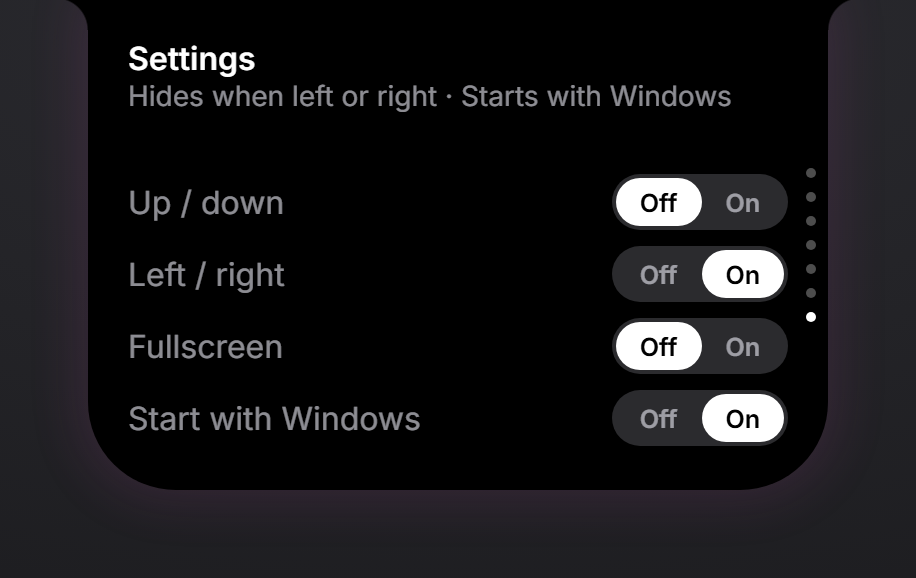 Settings
Hides when left or right · Starts with Windows
Up / down Off On
Left / right Off On
Fullscreen Off On
Start with Windows Off On